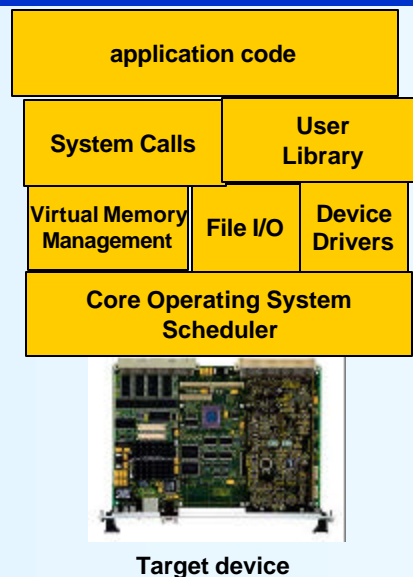 application code
System Calls
User
Library
Virtual Memory
Management
File I/O
Device
Drivers
Core Operating System
Scheduler
Target device